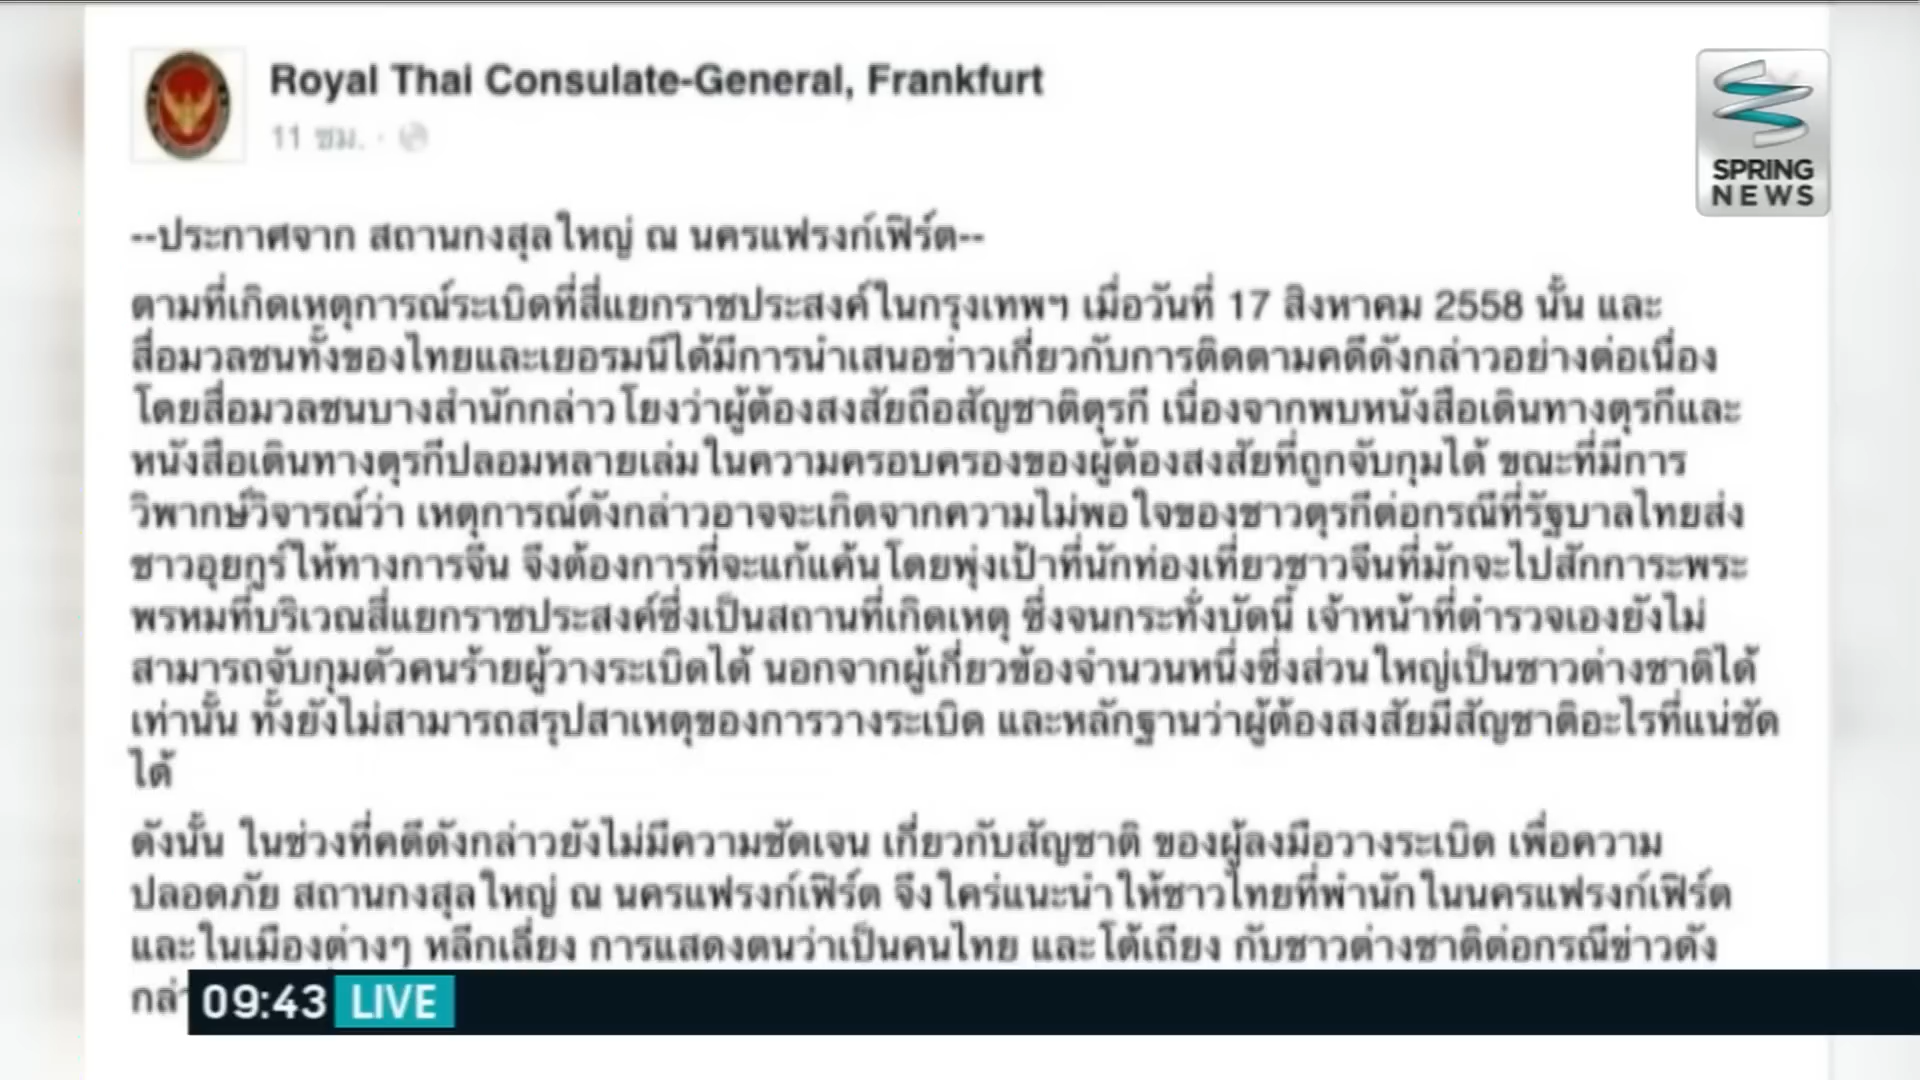 Royal Thai Consulate-General, Frankfurt
11 ชม. ·
SPRING
NEWS
--ประกาศจาก สถานกงสุลใหญ่ ณ นครแฟรงก์เฟิร์ต--
ตามที่เกิดเหตุการณ์ระเบิดที่สี่แยกราชประสงค์ในกรุงเทพฯ เมื่อวันที่ 17 สิงหาคม 2558 นั้น และ
สื่อมวลชนทั้งของไทยและเยอรมนีได้มีการนำเสนอข่าวเกี่ยวกับการติดตามคดีดังกล่าวอย่างต่อเนื่อง
โดยสื่อมวลชนบางสำนักกล่าวโยงว่าผู้ต้องสงสัยถือสัญชาติตุรกี เนื่องจากพบหนังสือเดินทางตุรกีและ
หนังสือเดินทางตุรกีปลอมหลายเล่มในความครอบครองของผู้ต้องสงสัยที่ถูกจับกุมได้ ขณะที่มีการ
วิพากษ์วิจารณ์ว่า เหตุการณ์ดังกล่าวอาจจะเกิดจากความไม่พอใจของชาวตุรกีต่อกรณีที่รัฐบาลไทยส่ง
ชาวอุยกูร์ให้ทางการจีน จึงต้องการที่จะแก้แค้นโดยพุ่งเป้าที่นักท่องเที่ยวชาวจีนที่มักจะไปสักการะพระ
พรหมที่บริเวณสี่แยกราชประสงค์ซึ่งเป็นสถานที่เกิดเหตุ ซึ่งจนกระทั่งบัดนี้ เจ้าหน้าที่ตำรวจเองยังไม่
สามารถจับกุมตัวคนร้ายผู้วางระเบิดได้ นอกจากผู้เกี่ยวข้องจำนวนหนึ่งซึ่งส่วนใหญ่เป็นชาวต่างชาติได้
เท่านั้น ทั้งยังไม่สามารถสรุปสาเหตุของการวางระเบิด และหลักฐานว่าผู้ต้องสงสัยมีสัญชาติอะไรที่แน่ชัด
ได้
ดังนั้น ในช่วงที่คดีดังกล่าวยังไม่มีความชัดเจน เกี่ยวกับสัญชาติ ของผู้ลงมือวางระเบิด เพื่อความ
ปลอดภัย สถานกงสุลใหญ่ ณ นครแฟรงก์เฟิร์ต จึงใคร่แนะนำให้ชาวไทยที่พำนักในนครแฟรงก์เฟิร์ต
และในเมืองต่างๆ หลีกเลี่ยง การแสดงตนว่าเป็นคนไทย และโต้เถียง กับชาวต่างชาติต่อกรณีข่าวดัง
09:43 LIVE